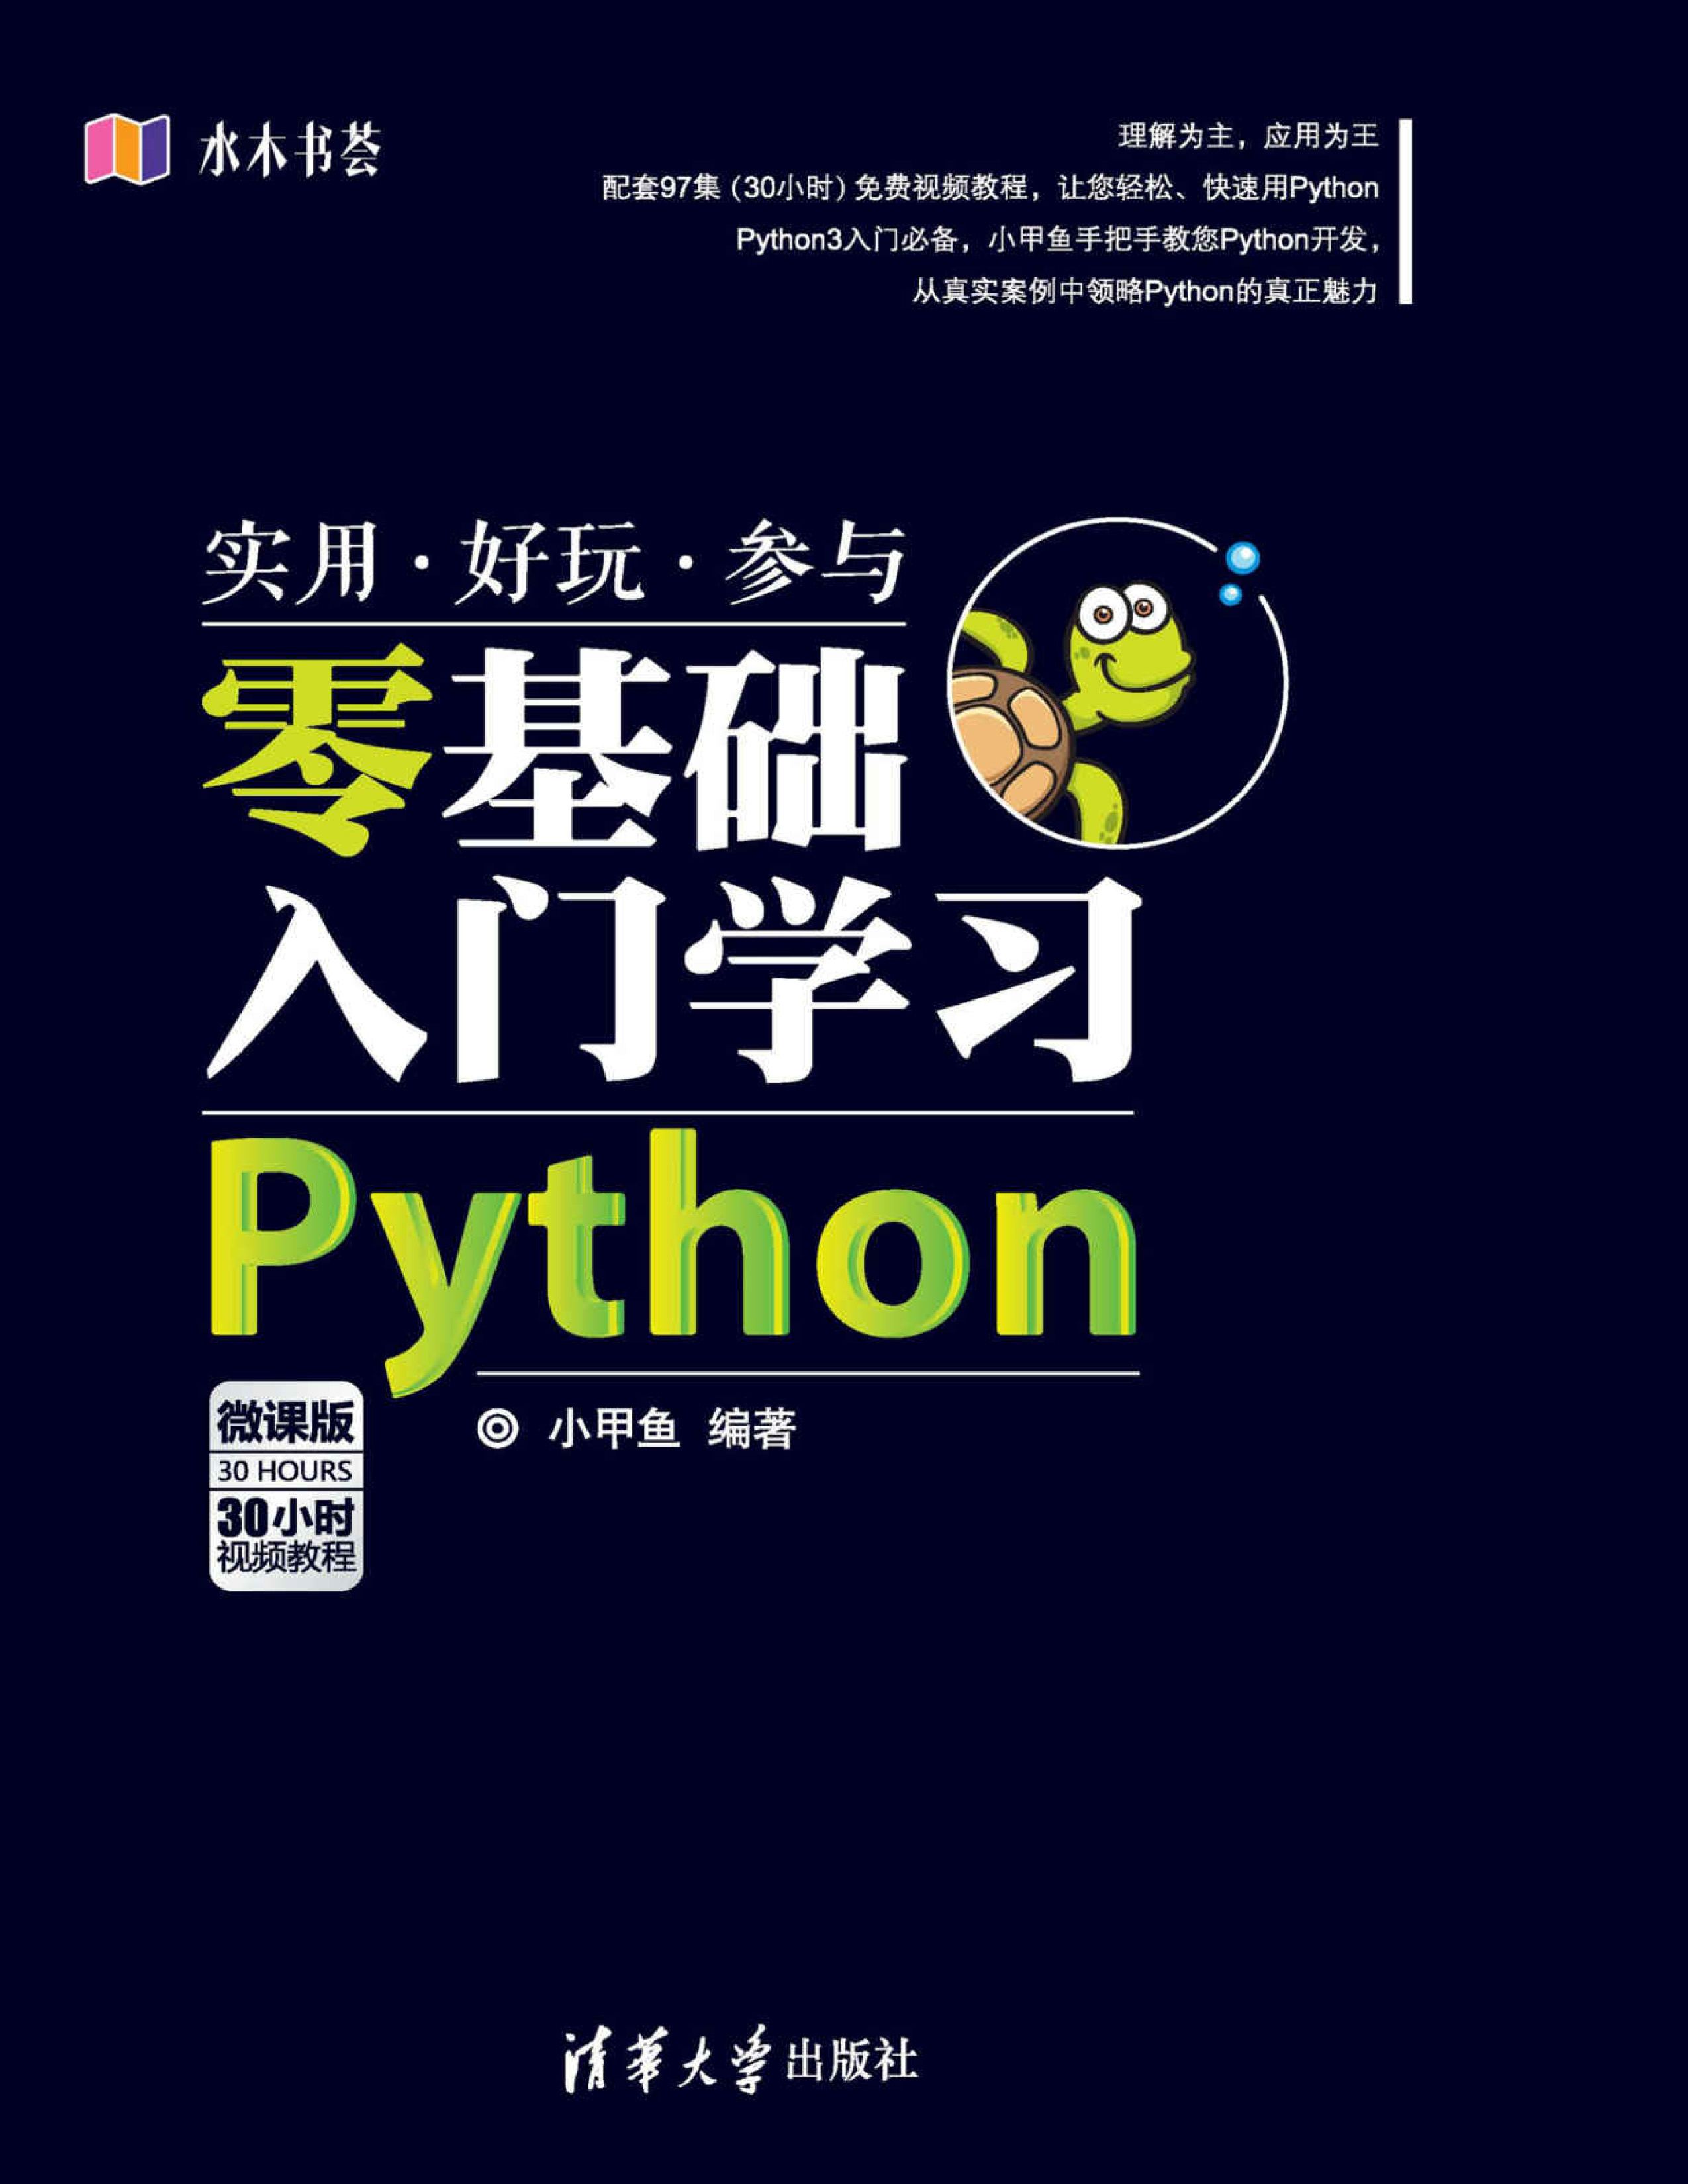 水木书荟
理解为主，应用为王
配套97集（30小时）免费视频教程，让您轻松、快速用Python
Python3入门必备，小甲鱼手把手教您Python开发，
从真实案例中领略Python的真正魅力
实用·好玩·参与
零基础
入门学习
Python
微课版
30 HOURS
30小时
视频教程
◎ 小甲鱼 编著
清华大学出版社